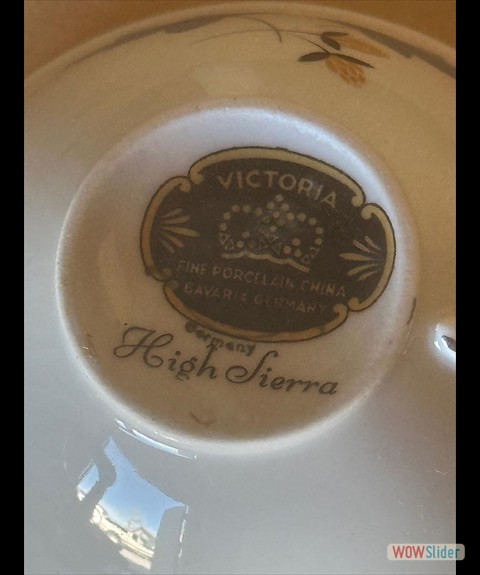 VICTORIA
FINE PORCELAIN CHINA
BAVARIA GERMANY
Germany
High Sierra
WOWSlider